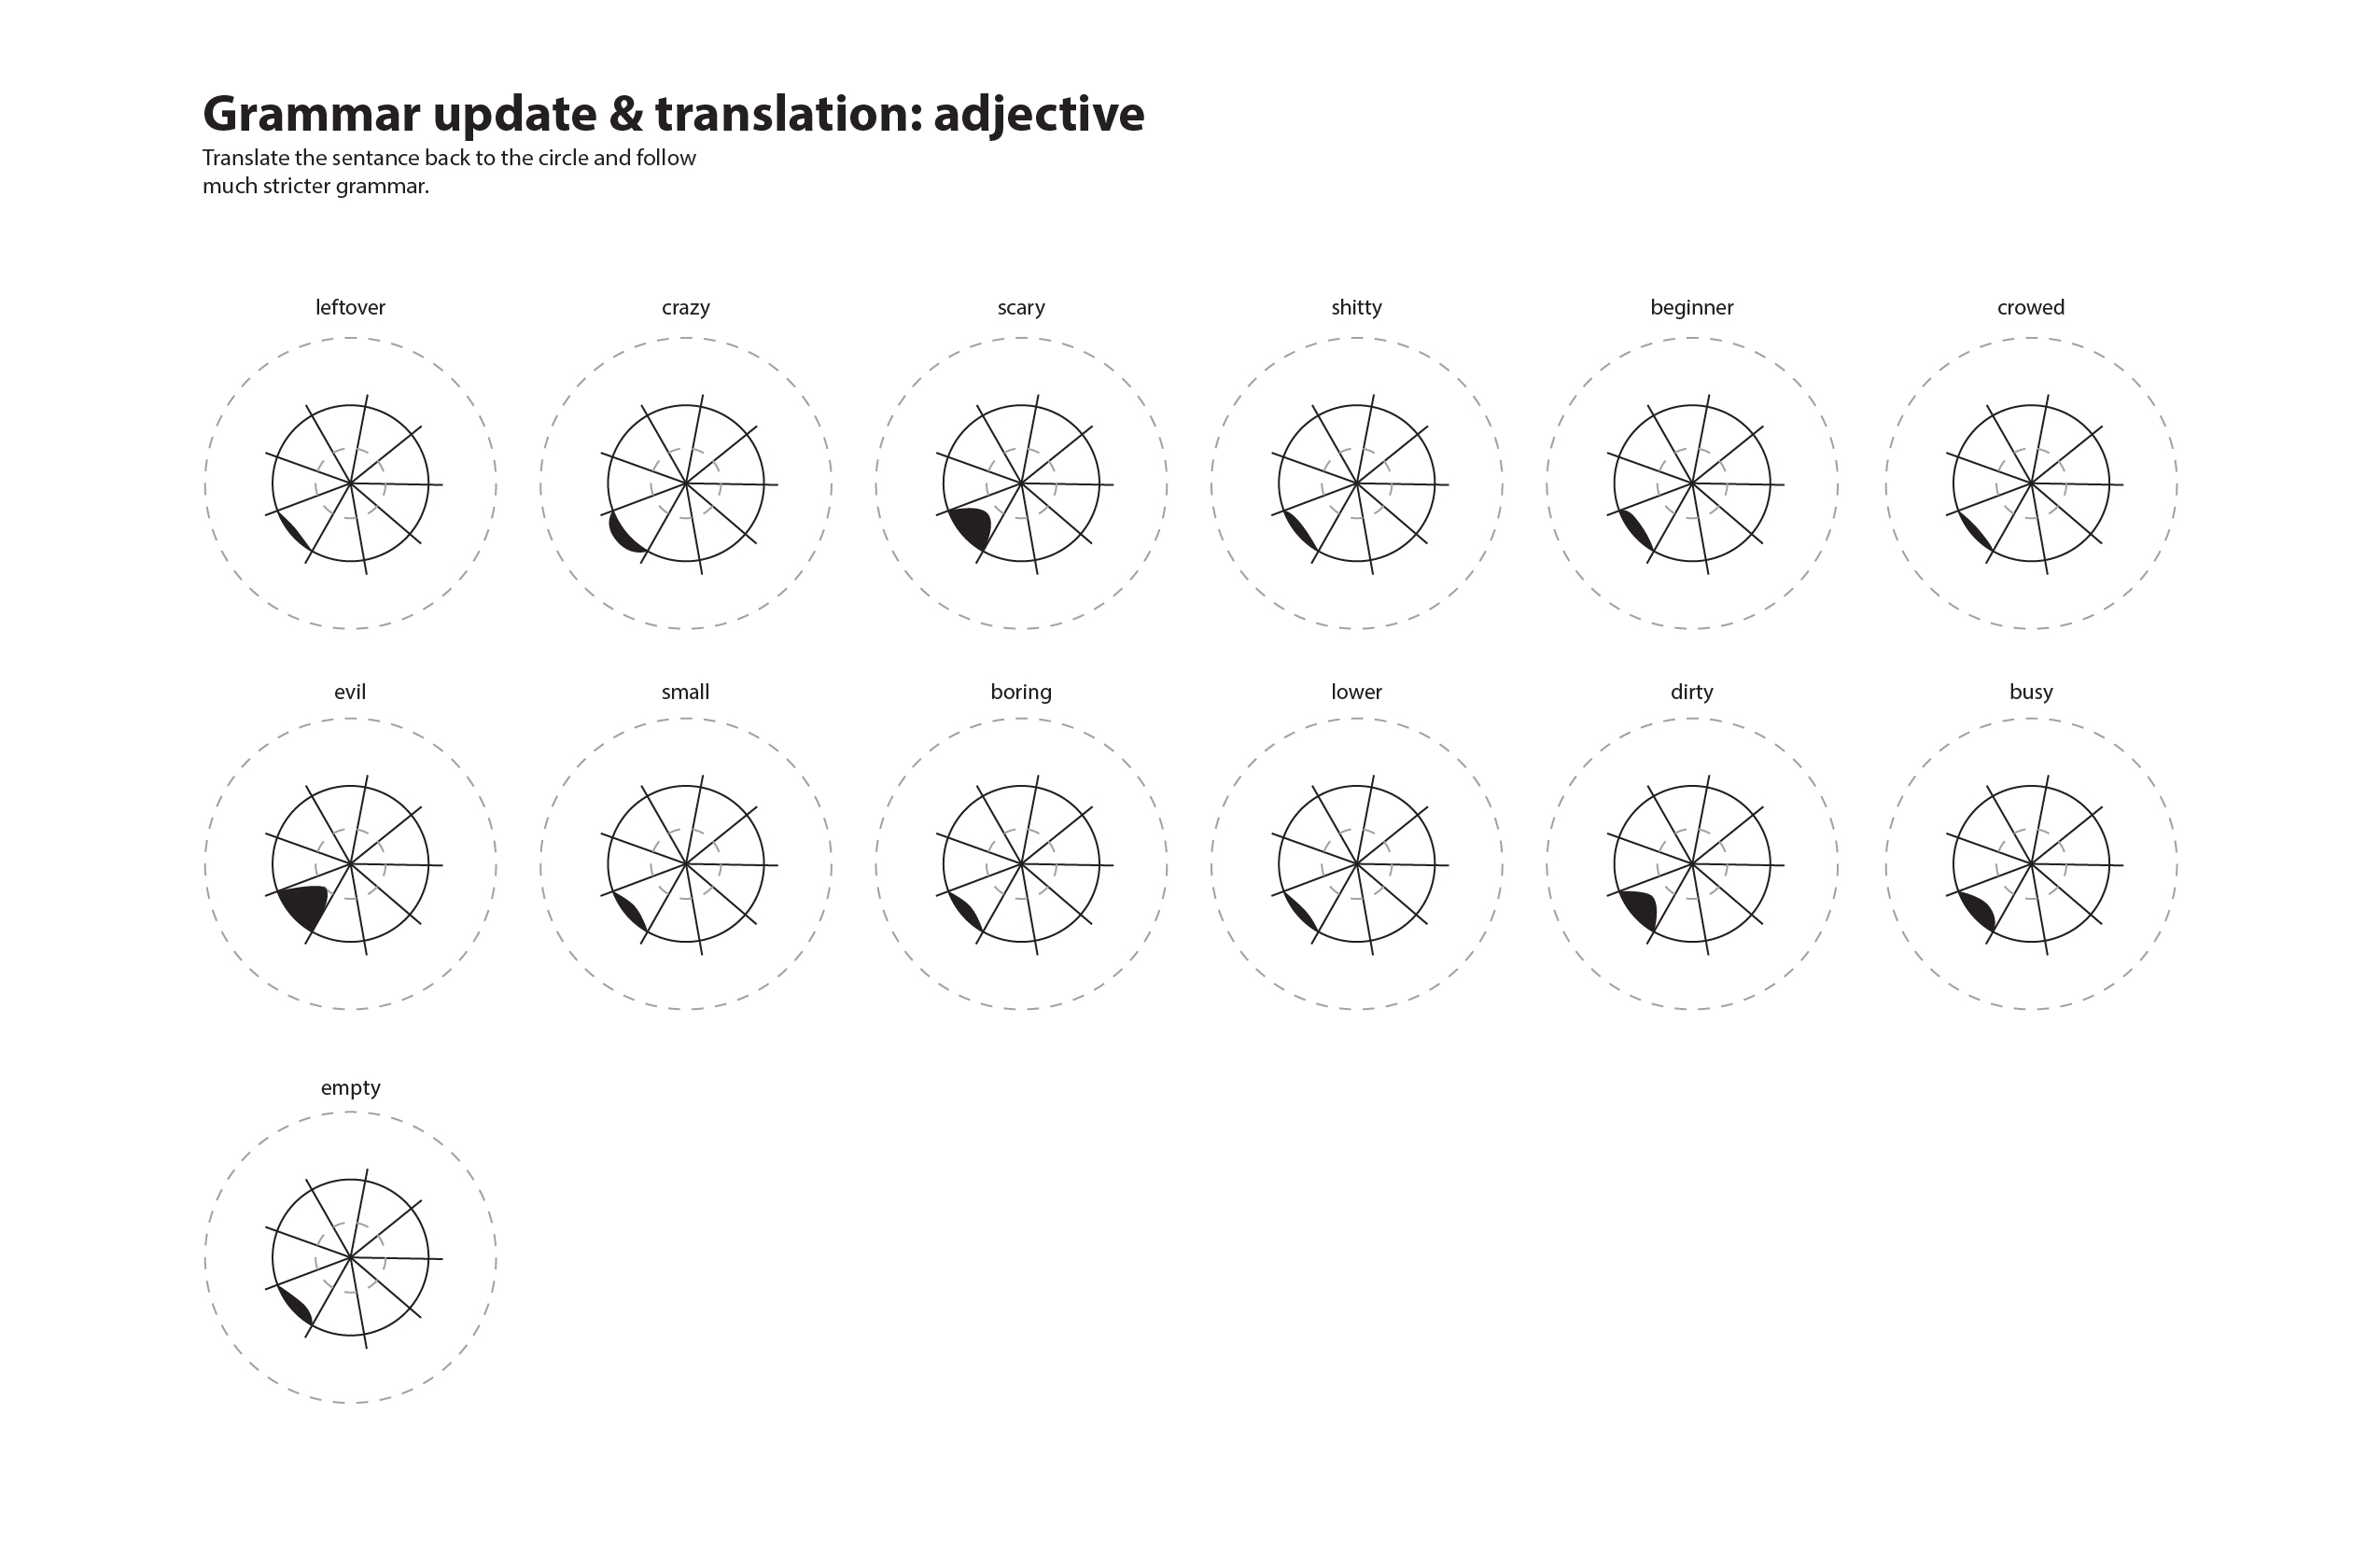 Grammar update & translation: adjective
Translate the sentance back to the circle and follow
much stricter grammar.
leftover crazy scary shitty beginner crowed
evil small boring lower dirty busy
empty